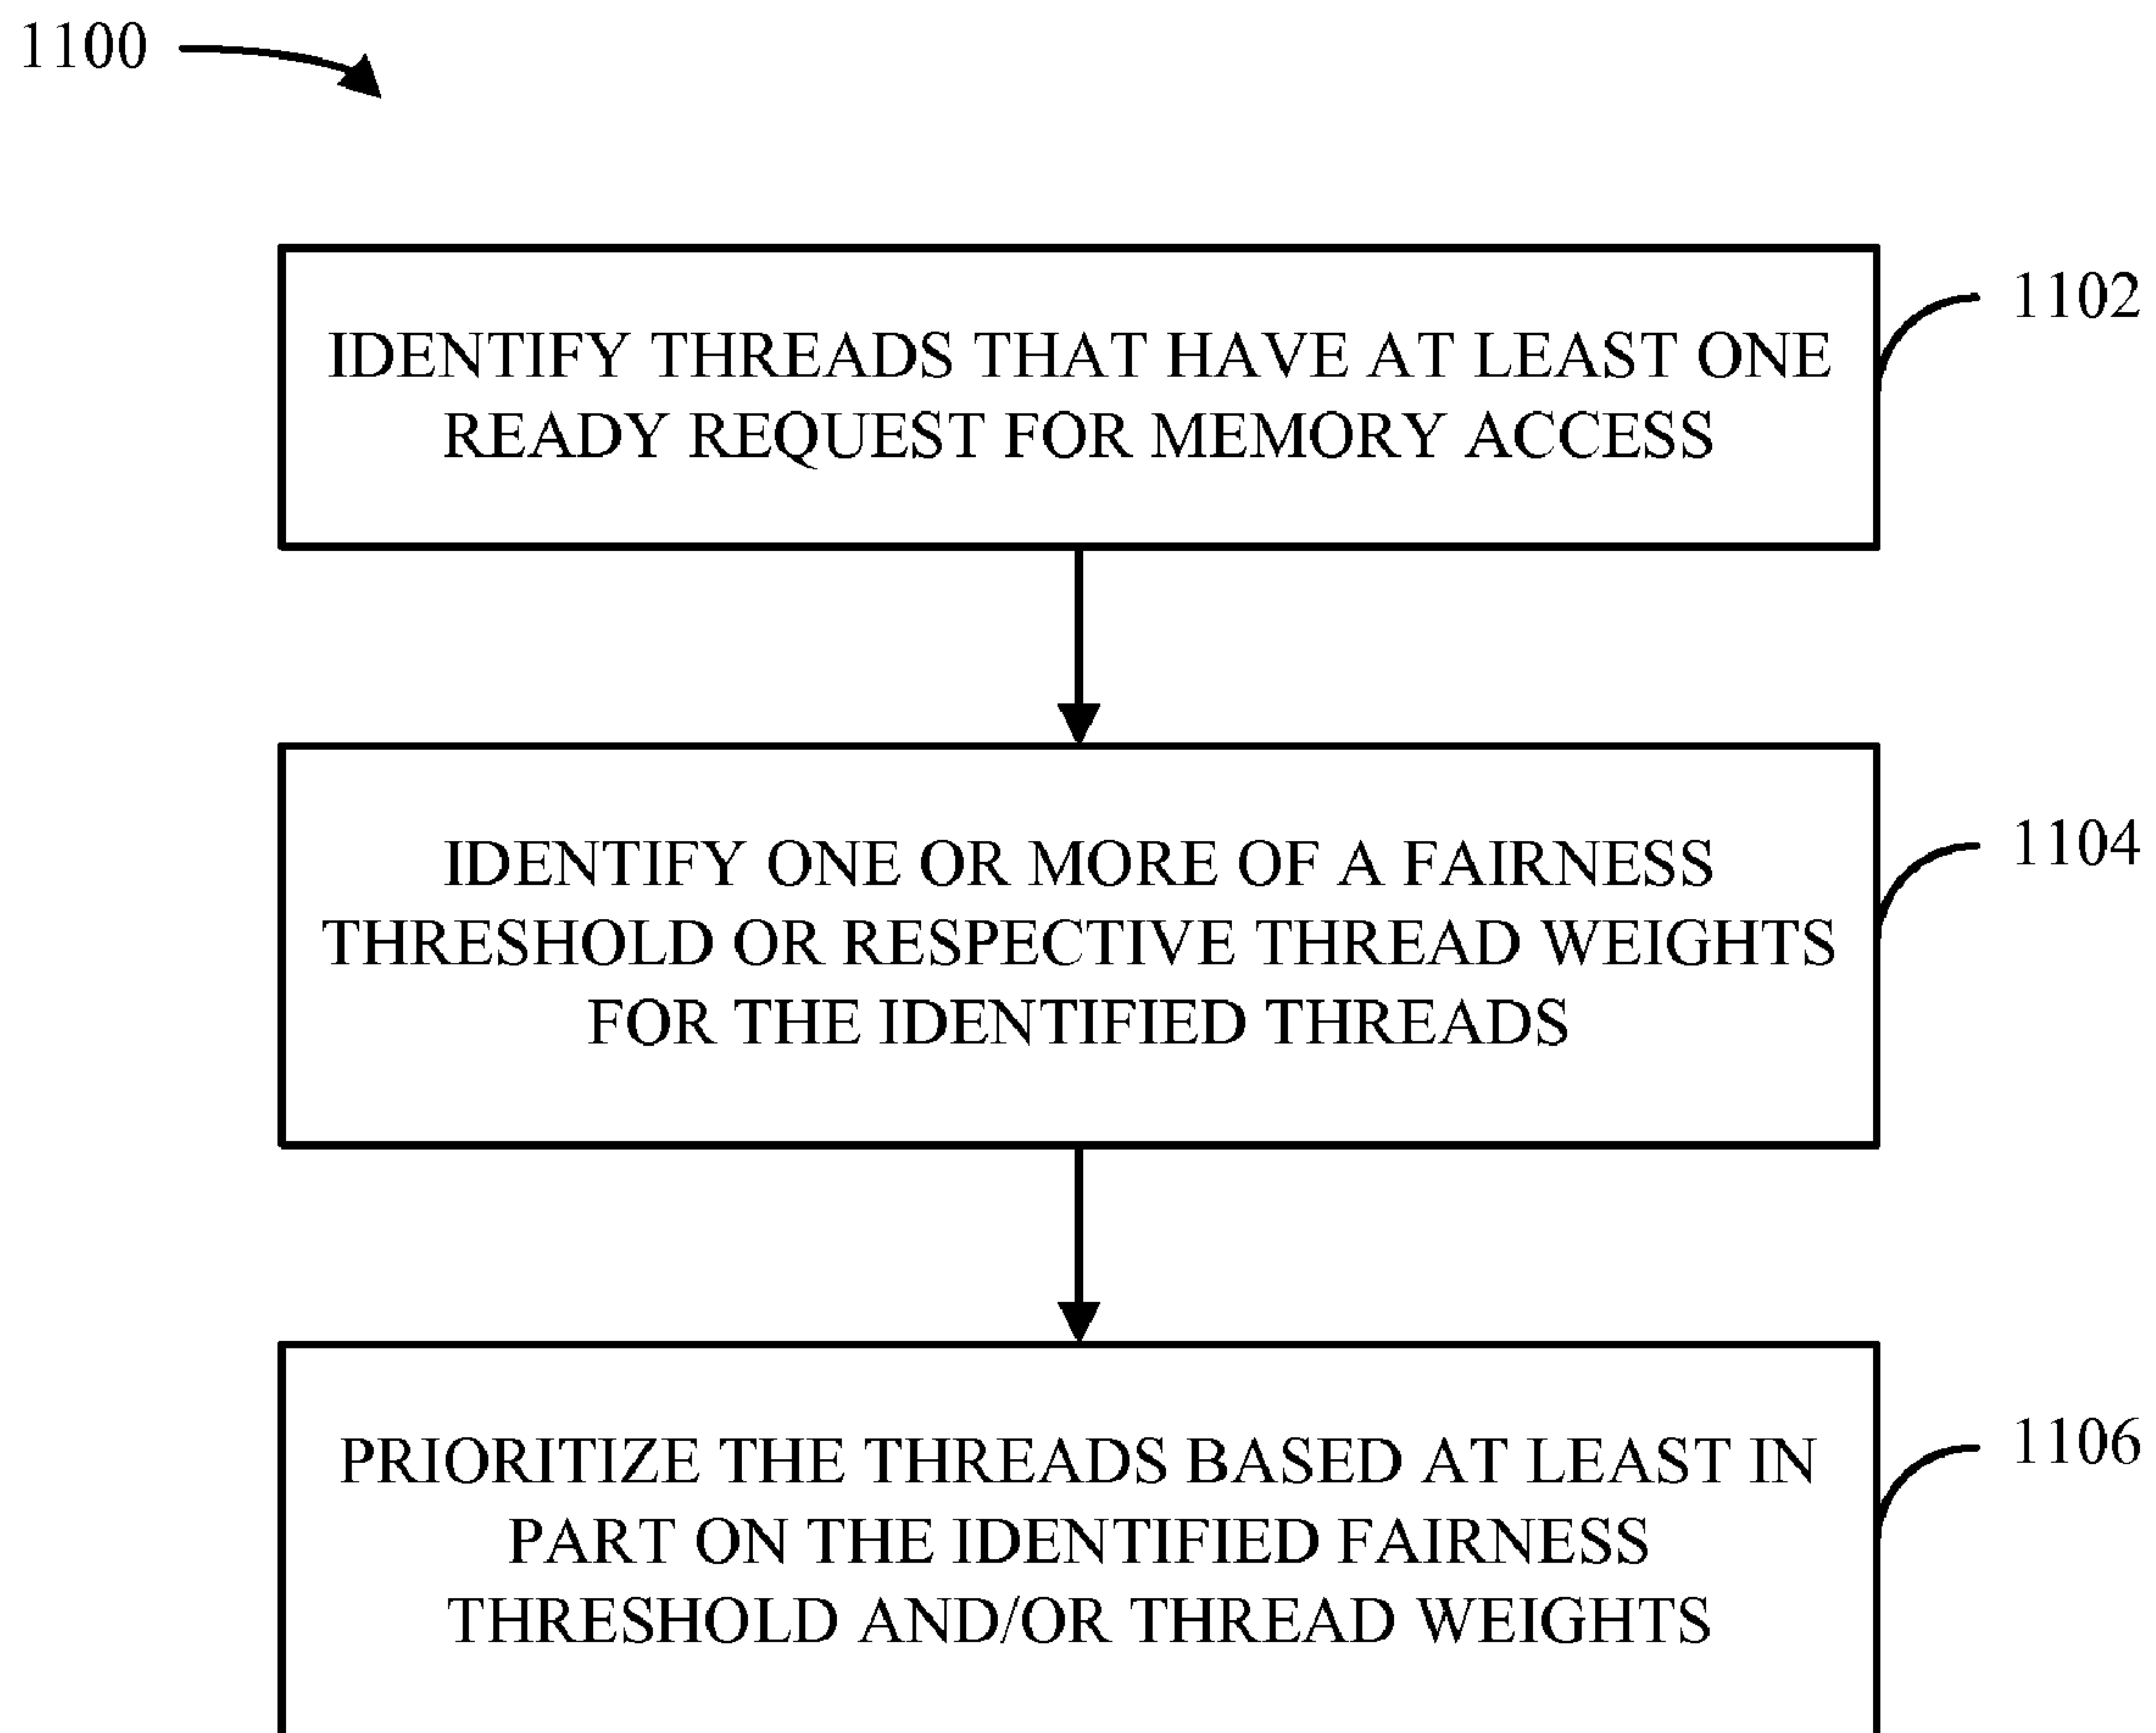 1100
IDENTIFY THREADS THAT HAVE AT LEAST ONE
READY REQUEST FOR MEMORY ACCESS
1102
IDENTIFY ONE OR MORE OF A FAIRNESS
THRESHOLD OR RESPECTIVE THREAD WEIGHTS
FOR THE IDENTIFIED THREADS
1104
PRIORITIZE THE THREADS BASED AT LEAST IN
PART ON THE IDENTIFIED FAIRNESS
THRESHOLD AND/OR THREAD WEIGHTS
1106